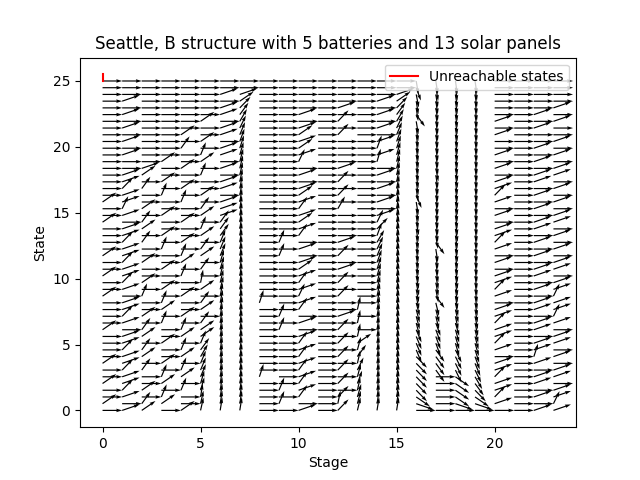 Seattle, B structure with 5 batteries and 13 solar panels
Unreachable states
25
20
15
10
5
0
State
0 5 10 15 20
Stage